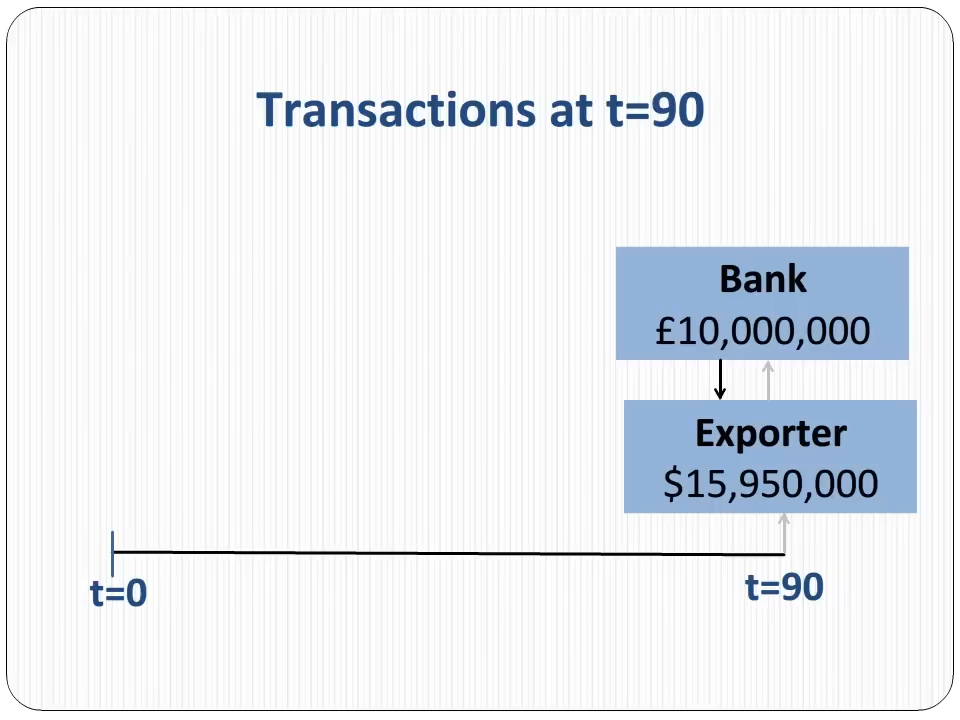 Transactions at t=90
Bank
£10,000,000
Exporter
$15,950,000
t=0
t=90